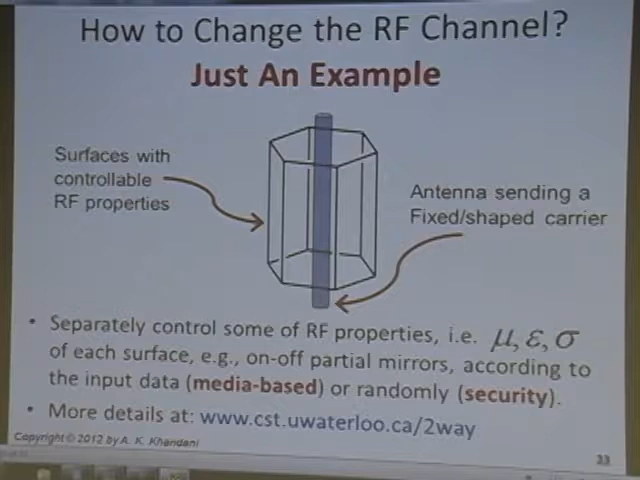 How to Change the RF Channel?
Just An Example
Surfaces with
controllable
RF properties
Antenna sending a
Fixed/shaped carrier
• Separately control some of RF properties, i.e. μ, ε, σ
of each surface, e.g., on-off partial mirrors, according to
the input data (media-based) or randomly (security).
• More details at: www.cst.uwaterloo.ca/2way
Copyright © 2012 by A. K. Khandani
33